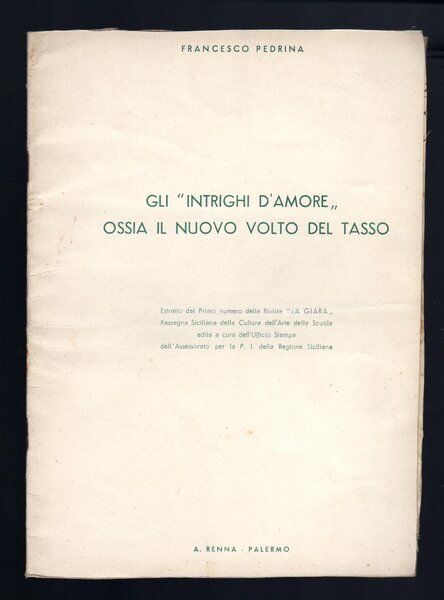 FRANCESCO PEDRINA
GLI "INTRIGHI D'AMORE„
OSSIA IL NUOVO VOLTO DEL TASSO
Estratto dal Primo numero della Rivista "LA GIARA„
Rassegna Siciliana della Cultura dell'Arte della Scuola
edita a cura dell'Ufficio Stampa
dell'Assessorato per la P. I. della Regione Siciliana
A. RENNA - PALERMO